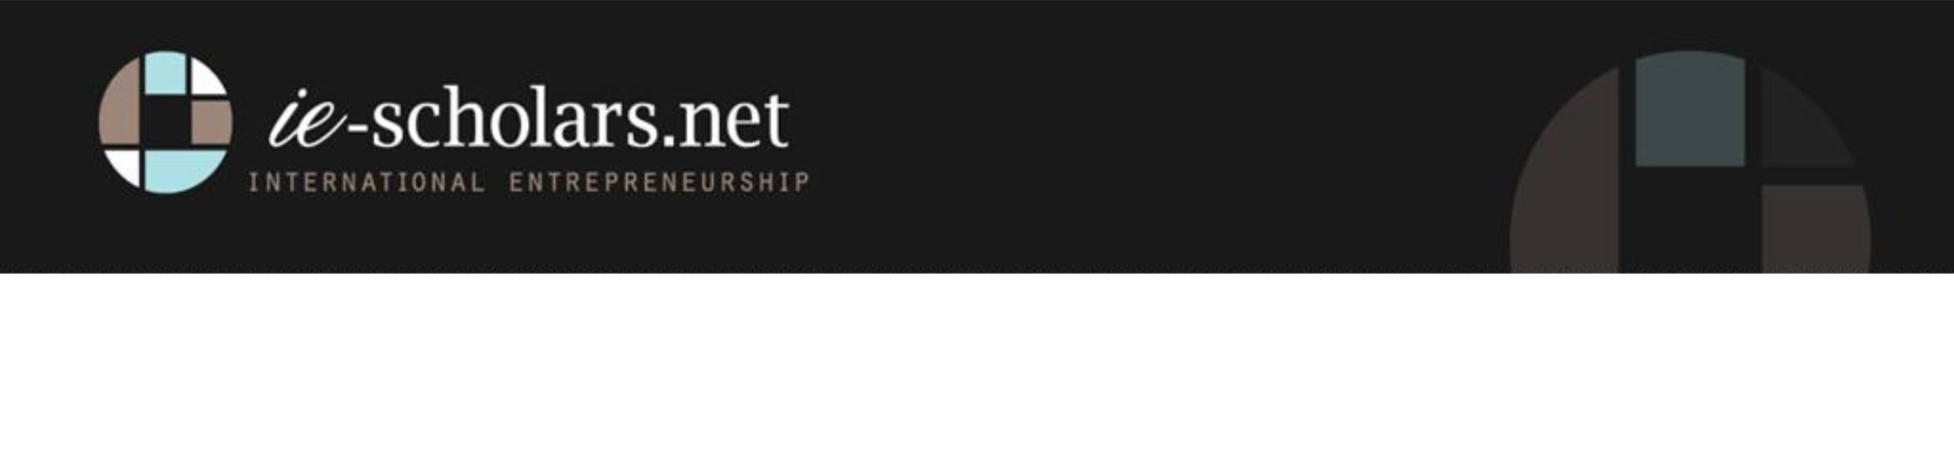 ie-scholars.net
INTERNATIONAL ENTREPRENEURSHIP